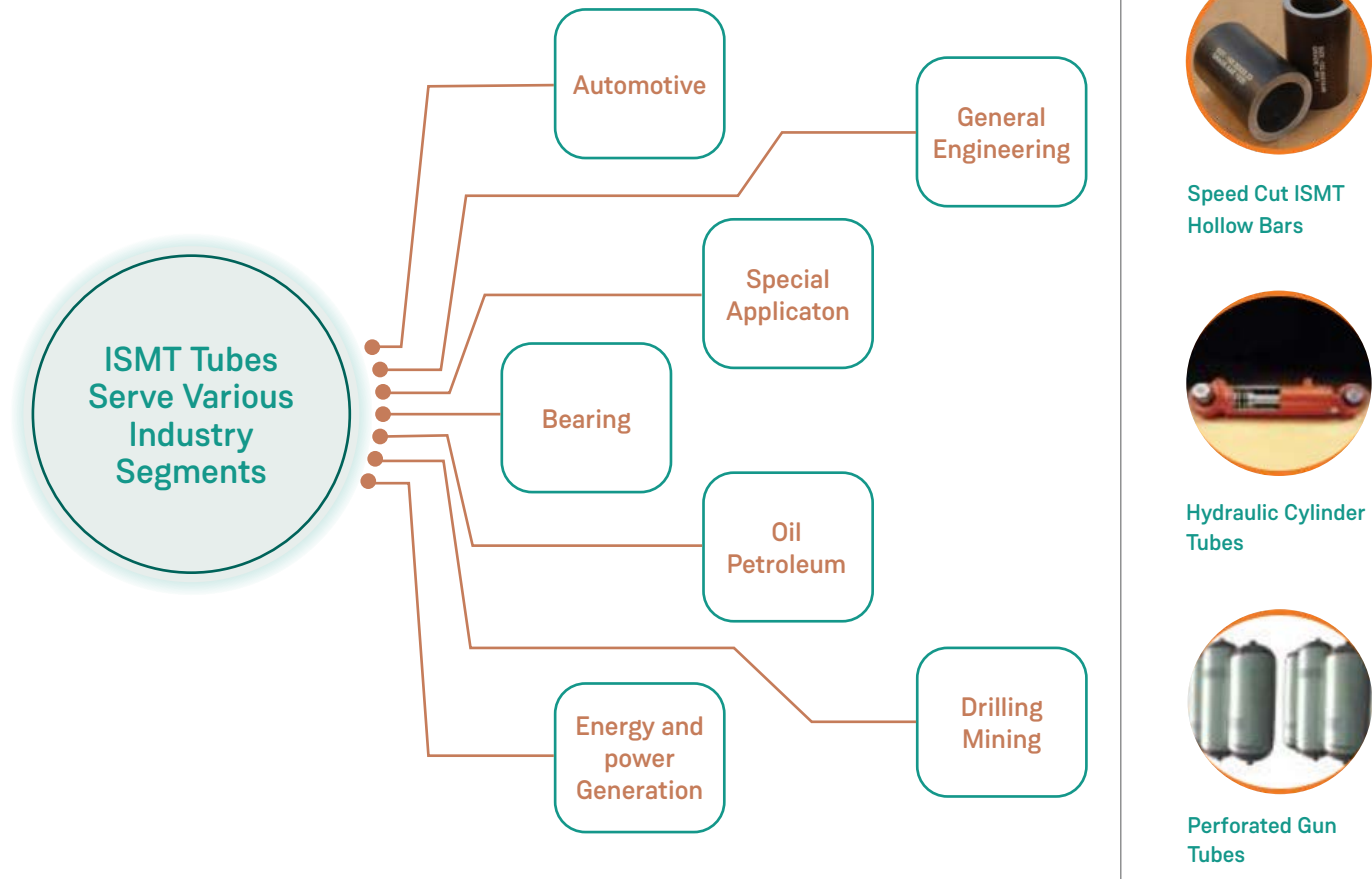 ISMT Tubes
Serve Various
Industry
Segments
Automotive
General
Engineering
Special
Applicaton
Bearing
Oil
Petroleum
Drilling
Mining
Energy and
power
Generation
Speed Cut ISMT
Hollow Bars
Hydraulic Cylinder
Tubes
Perforated Gun
Tubes